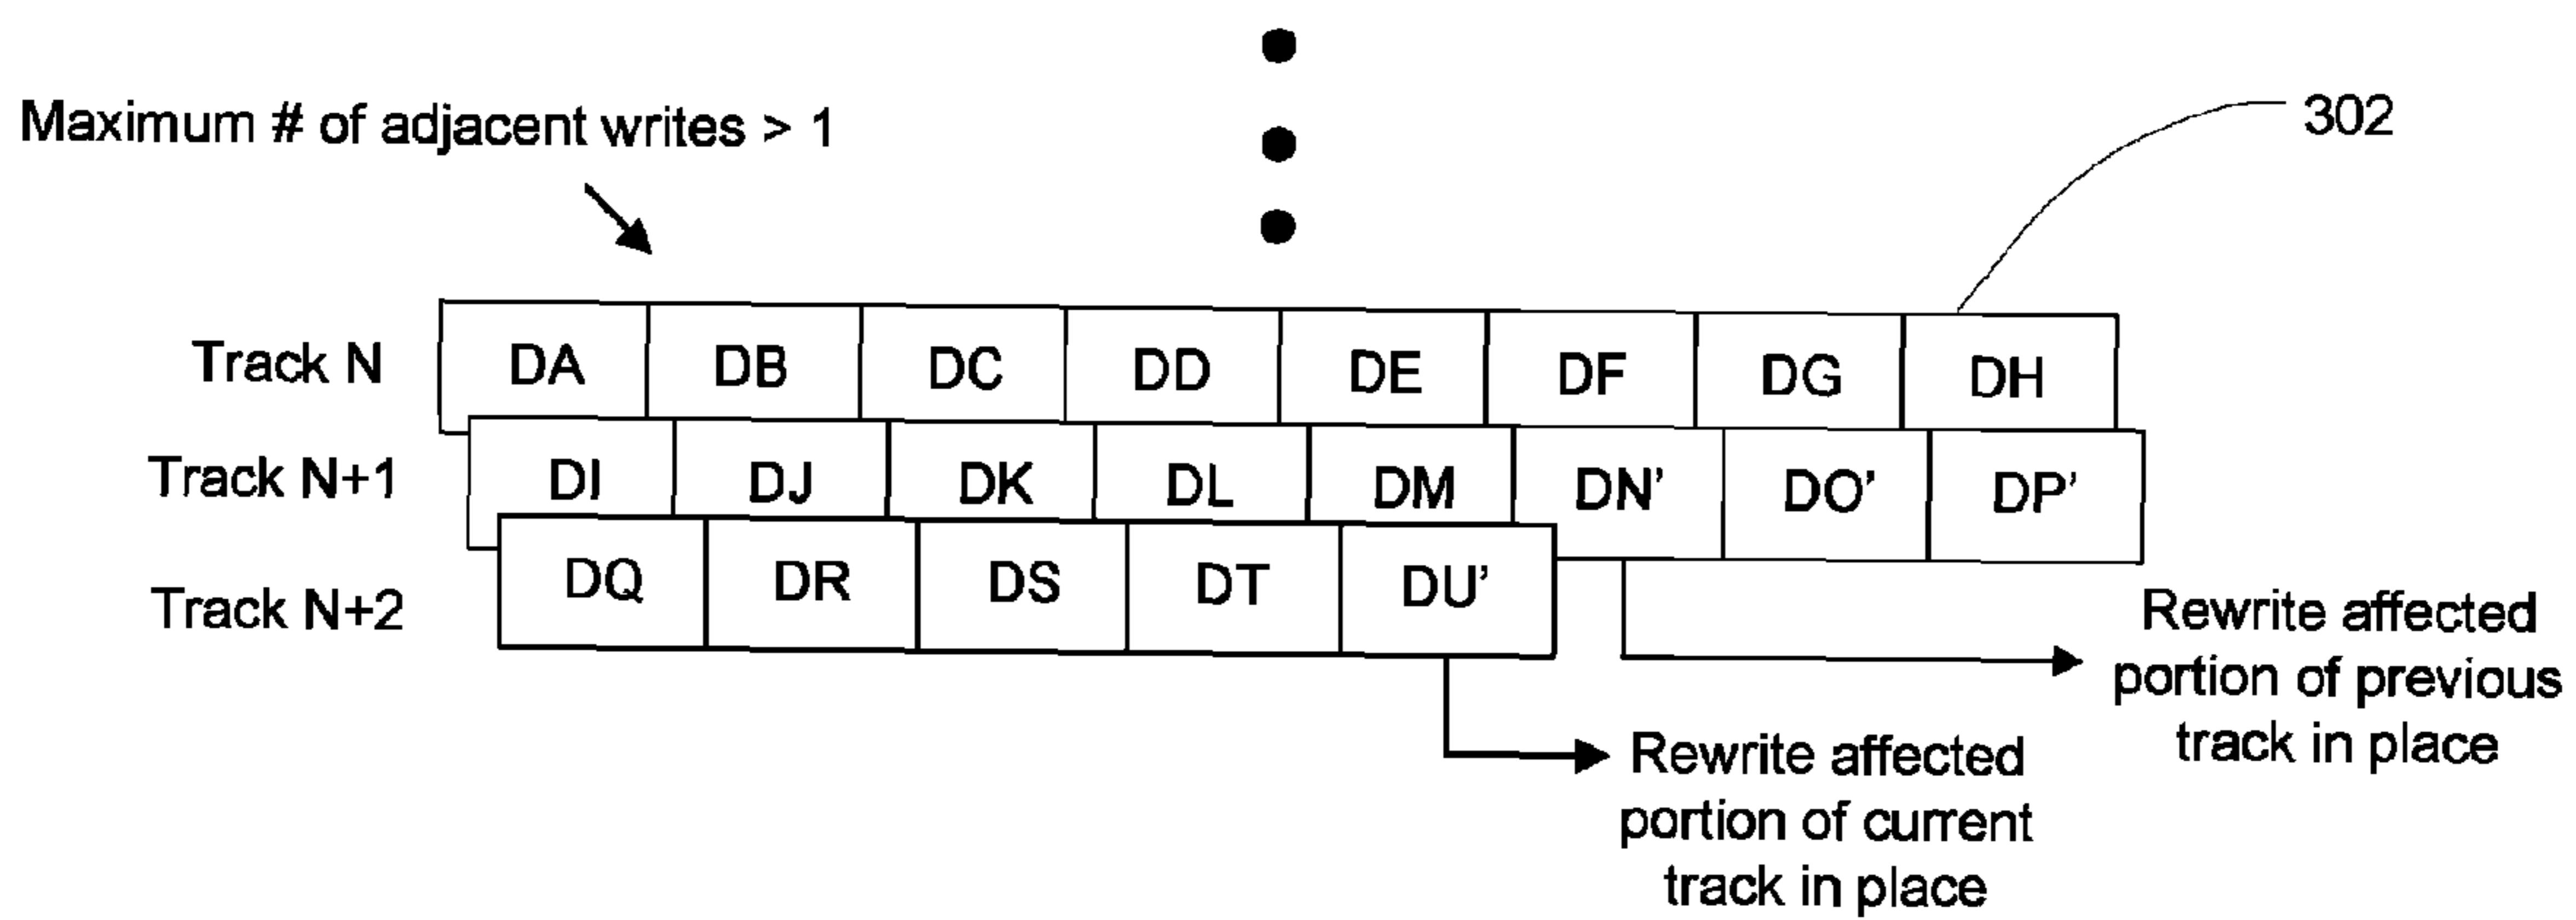 Maximum # of adjacent writes > 1
302
Track N DA DB DC DD DE DF DG DH
Track N+1 DI DJ DK DL DM DN' DO' DP'
Track N+2 DQ DR DS DT DU'
Rewrite affected
portion of previous
track in place
Rewrite affected
portion of current
track in place